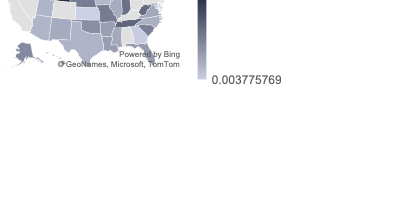 Powered by Bing
© GeoNames, Microsoft, TomTom
0.003775769